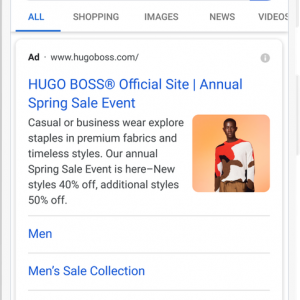 ALL SHOPPING IMAGES NEWS VIDEOS
Ad · www.hugoboss.com/
HUGO BOSS® Official Site | Annual
Spring Sale Event
Casual or business wear explore
staples in premium fabrics and
timeless styles. Our annual
Spring Sale Event is here–New
styles 40% off, additional styles
50% off.
Men
Men's Sale Collection